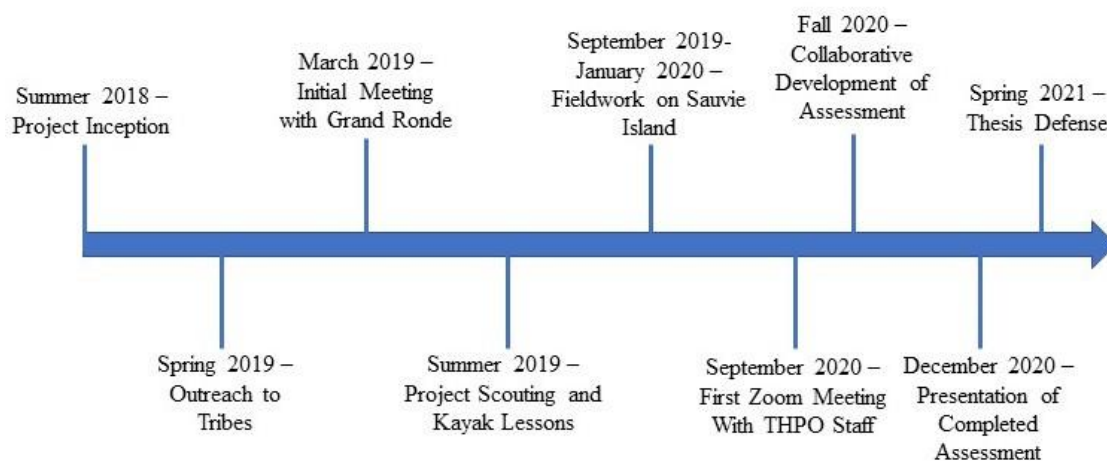 Summer 2018 –
Project Inception
March 2019 –
Initial Meeting
with Grand Ronde
September 2019-
January 2020 –
Fieldwork on Sauvie
Island
Fall 2020 –
Collaborative
Development of
Assessment
Spring 2021 –
Thesis Defense
Spring 2019 –
Outreach to
Tribes
Summer 2019 –
Project Scouting and
Kayak Lessons
September 2020 –
First Zoom Meeting
With THPO Staff
December 2020 –
Presentation of
Completed
Assessment